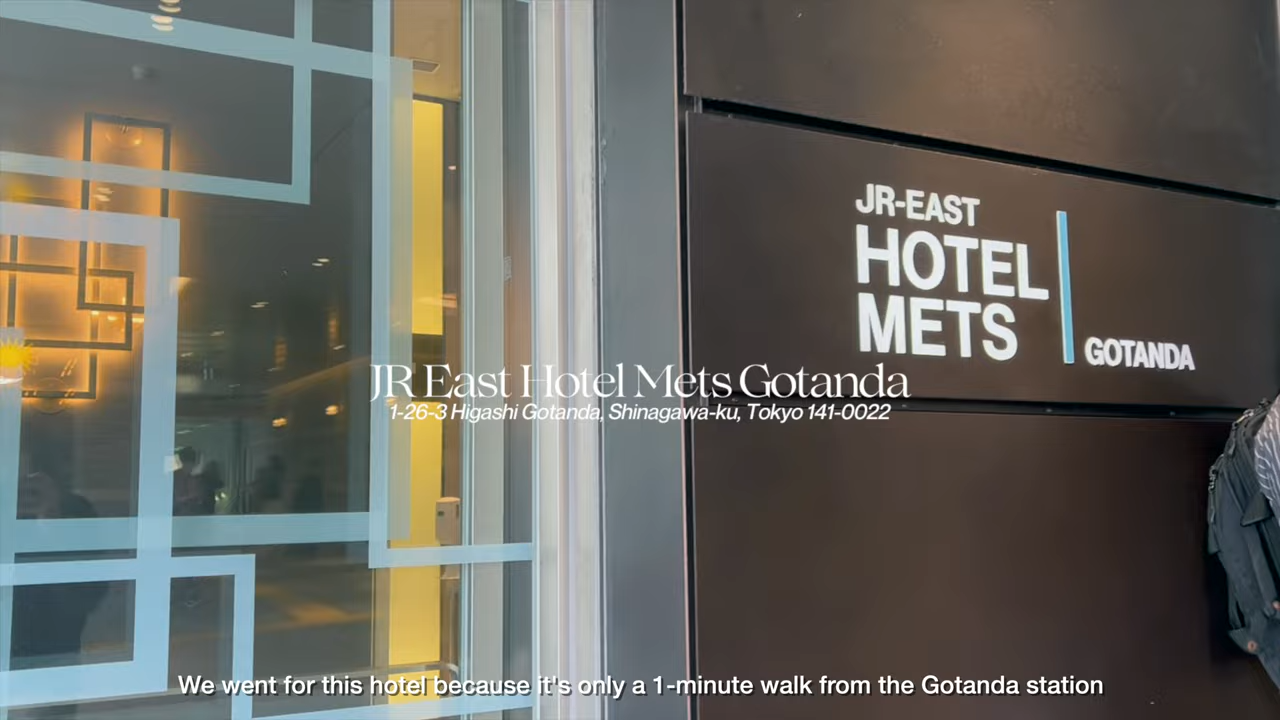 JR-EAST
HOTEL
METS
GOTANDA
JR East Hotel Mets Gotanda
1-26-3 Higashi Gotanda, Shinagawa-ku, Tokyo 141-0022
We went for this hotel because it's only a 1-minute walk from the Gotanda station